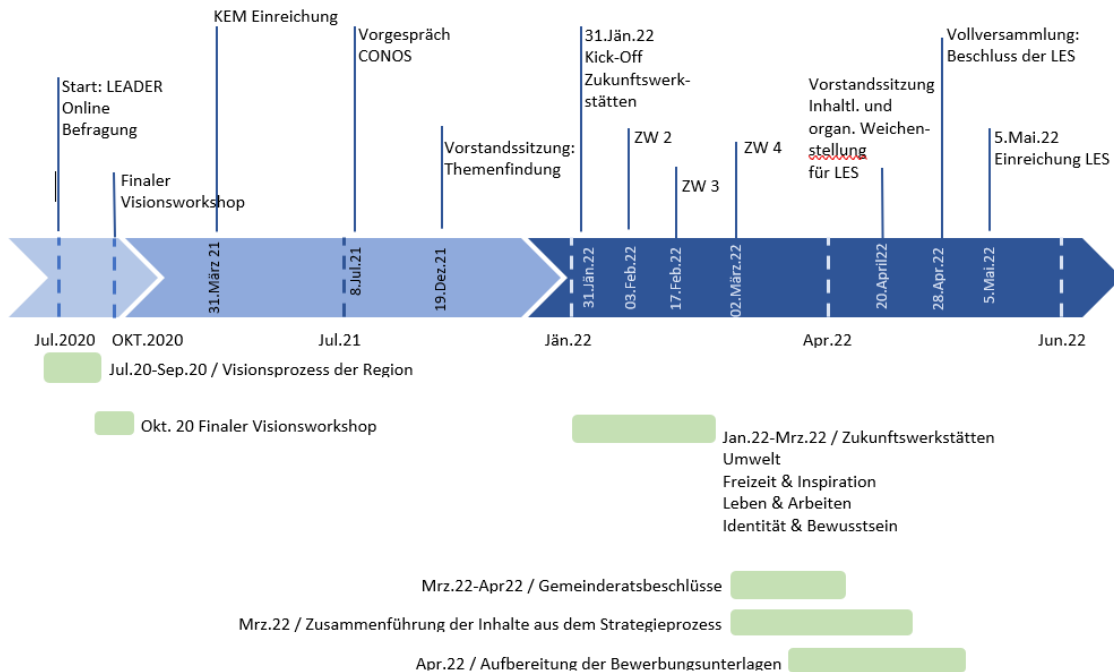 KEM Einreichung
Start: LEADER
Online
Befragung
Finaler
Visionsworkshop
Vorgespräch
CONOS
Vorstandssitzung:
Themenfindung
31.Jän.22
Kick-Off
Zukunftswerk-
stätten
ZW 2
ZW 3
ZW 4
Vorstandssitzung
Inhaltl. und
organ. Weichen-
stellung
für LES
Vollversammlung:
Beschluss der LES
5.Mai.22
Einreichung LES
31.März 21
8.Jul.21
19.Dez.21
31.Jän.22
03.Feb.22
17.Feb.22
02.März.22
20.April22
28.Apr.22
5.Mai.22
Jul.2020
OKT.2020
Jul.21
Jän.22
Apr.22
Jun.22
Jul.20-Sep.20 / Visionsprozess der Region
Okt. 20 Finaler Visionsworkshop
Jan.22-Mrz.22 / Zukunftswerkstätten
Umwelt
Freizeit & Inspiration
Leben & Arbeiten
Identität & Bewusstsein
Mrz.22-Apr22 / Gemeinderatsbeschlüsse
Mrz.22 / Zusammenführung der Inhalte aus dem Strategieprozess
Apr.22 / Aufbereitung der Bewerbungsunterlagen